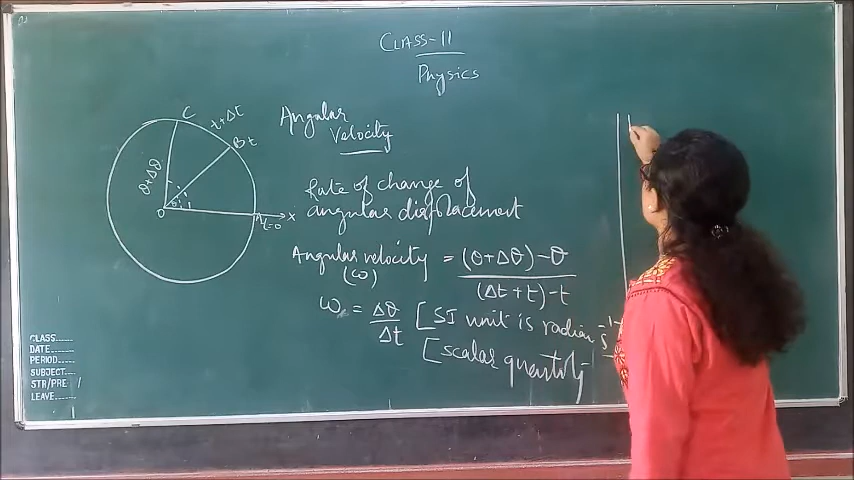 CLASS-11
Physics
C
t+Δt
B t
θ+Δθ
O
θ
A
t=0
X
Angular
Velocity
Rate of change of
angular displacement
Angular velocity = (θ+Δθ)-θ
(ω)
(Δt+t)-t
ω = Δθ
Δt
[SI unit is radian s⁻¹
[scalar quantity
CLASS:
DATE
PERIOD
SUBJECT
STR/PRE /
LEAVE